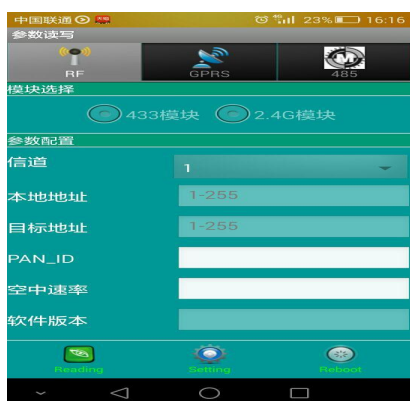 中国联通 23% 16:16
参数读写
RF GPRS 485
模块选择
433模块 2.4G模块
参数配置
信道 1
本地地址 1-255
目标地址 1-255
PAN_ID
空中速率
软件版本
Reading Setting Reboot